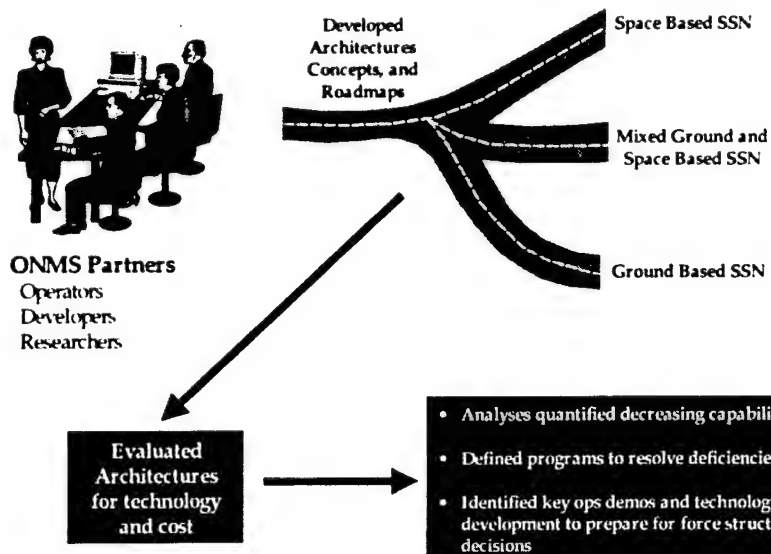 Developed
Architectures
Concepts, and
Roadmaps
Space Based SSN
Mixed Ground and
Space Based SSN
Ground Based SSN
ONMS Partners
Operators
Developers
Researchers
Evaluated
Architectures
for technology
and cost
• Analyses quantified decreasing
• Defined programs to resolve
• Identified key ops demos and
development to prepare for force
decisions